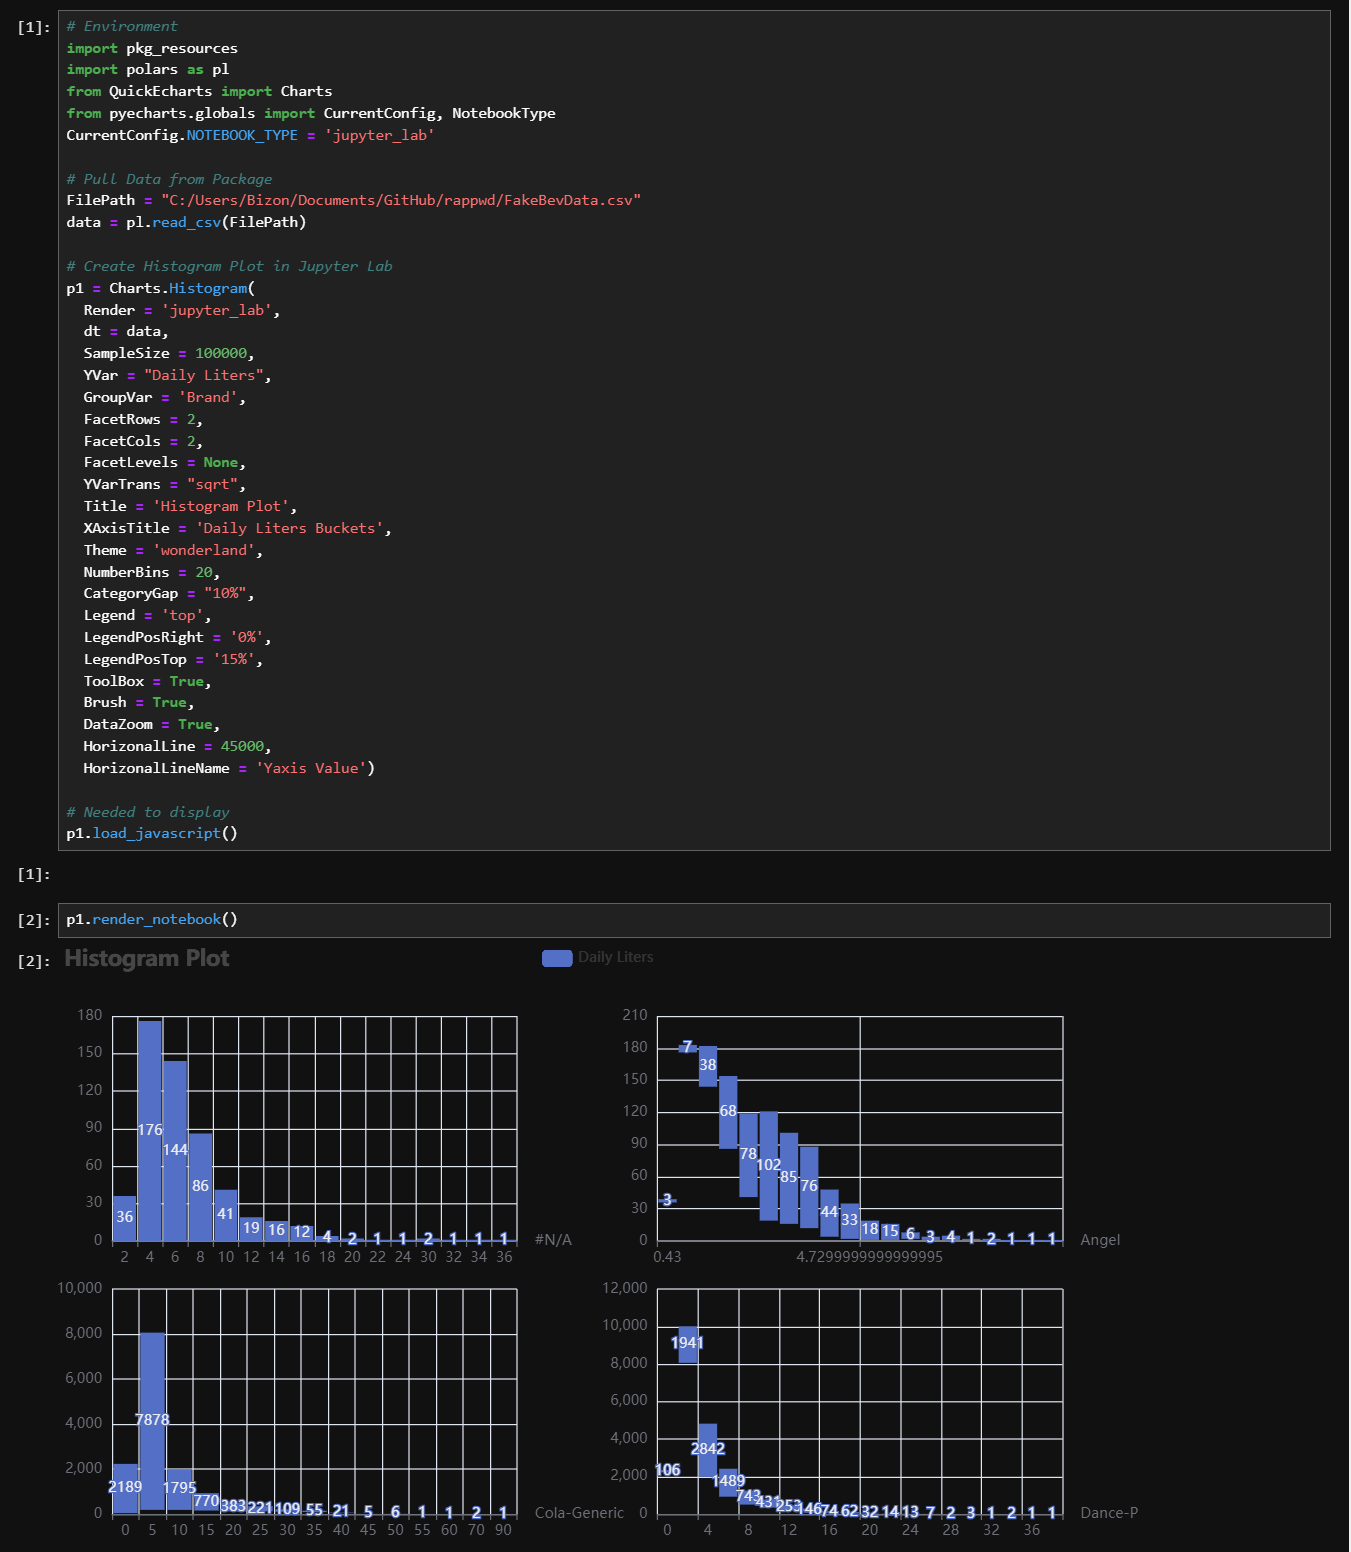 [1]:
# Environment
import pkg_resources
import polars as pl
from QuickEcharts import Charts
from pyecharts.globals import CurrentConfig, NotebookType
CurrentConfig.NOTEBOOK_TYPE = 'jupyter_lab'
# Pull Data from Package
FilePath = "C:/Users/Bizon/Documents/GitHub/rappwd/FakeBevData.csv"
data = pl.read_csv(FilePath)
# Create Histogram Plot in Jupyter Lab
p1 = Charts.Histogram(
Render = 'jupyter_lab',
dt = data,
SampleSize = 100000,
YVar = "Daily Liters",
GroupVar = 'Brand',
FacetRows = 2,
FacetCols = 2,
FacetLevels = None,
YVarTrans = "sqrt",
Title = 'Histogram Plot',
XAxisTitle = 'Daily Liters Buckets',
Theme = 'wonderland',
NumberBins = 20,
CategoryGap = "10%",
Legend = 'top',
LegendPosRight = '0%',
LegendPosTop = '15%',
ToolBox = True,
Brush = True,
DataZoom = True,
HorizonalLine = 45000,
HorizonalLineName = 'Yaxis Value')
# Needed to display
p1.load_javascript()
[1]:
[2]:
p1.render_notebook()
[2]:
Histogram Plot
Daily Liters
180
150
120
90
60
30
0
176
144
86
36
41
19 16 12 4 2 1 1 2 1 1 1
2 4 6 8 10 12 14 16 18 20 22 24 30 32 34 36
#N/A
210
180
150
120
90
60
30
0
3 7 38 68 78 102 85 76 44 33 18 15 6 3 4 1 2 1 1 1
0.43 4.7299999999999995
Angel
10,000
8,000
6,000
4,000
2,000
0
2189 7878 1795 770 383 221 109 55 21 5 6 1 1 2 1
0 5 10 15 20 25 30 35 40 45 50 55 60 70 90
Cola-Generic
12,000
10,000
8,000
6,000
4,000
2,000
0
106 1941 2842 1489 743 431 253 146 74 62 32 14 13 7 2 3 1 2 1 1
0 4 8 12 16 20 24 28 32 36
Dance-P